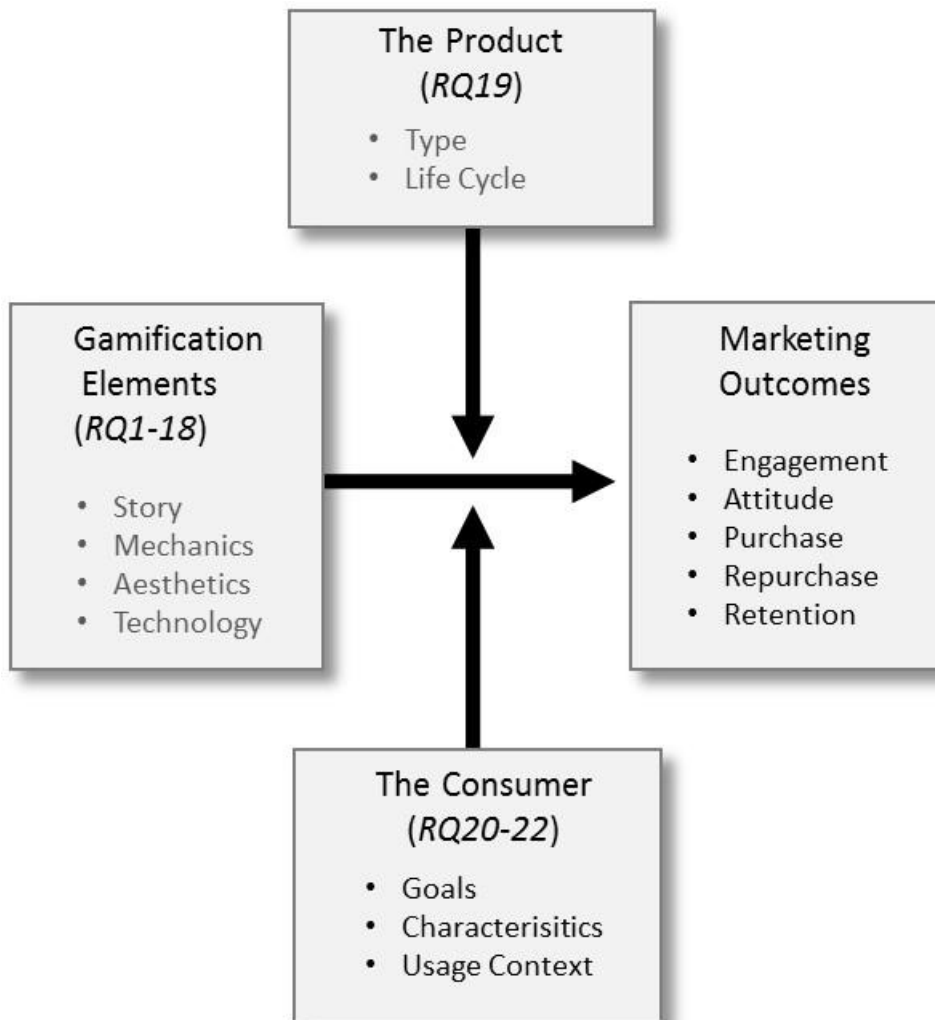 The Product
(RQ19)
• Type
• Life Cycle
Gamification
Elements
(RQ1-18)
• Story
• Mechanics
• Aesthetics
• Technology
Marketing
Outcomes
• Engagement
• Attitude
• Purchase
• Repurchase
• Retention
The Consumer
(RQ20-22)
• Goals
• Characterisitics
• Usage Context